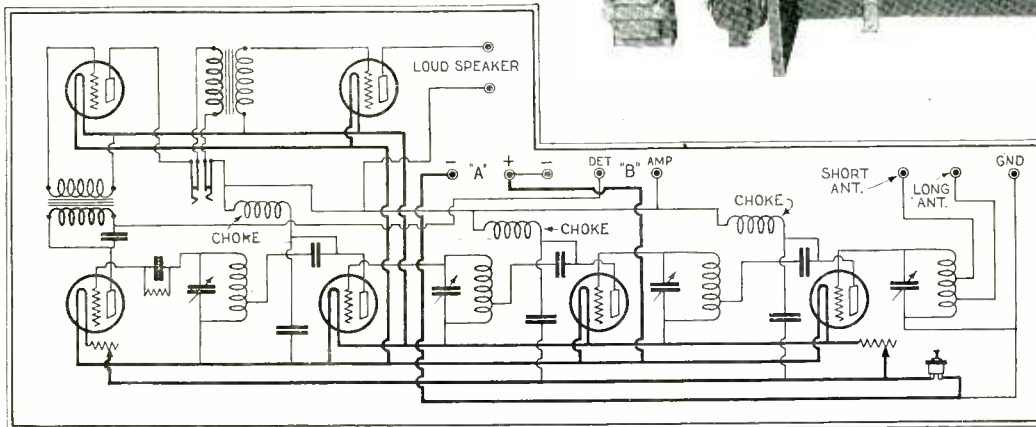 LOUD SPEAKER
- "A" + - DET "B" AMP
SHORT ANT.
LONG ANT.
GND
CHOKE
CHOKE
CHOKE